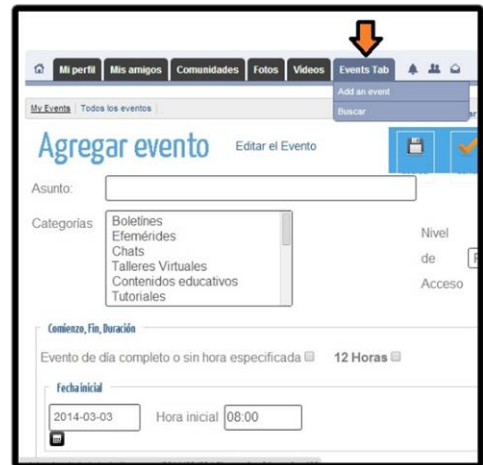 Mi perfil Mis amigos Comunidades Fotos Videos Events Tab
Add an event
Buscar
My Events Todos los eventos
Agregar evento Editar el Evento
Asunto:
Categorías
Boletines
Efemérides
Chats
Talleres Virtuales
Contenidos educativos
Tutoriales
Nivel
de
Acceso
Comienzo, Fin, Duración
Evento de día completo o sin hora especificada 12 Horas
Fecha inicial
2014-03-03 Hora inicial 08:00